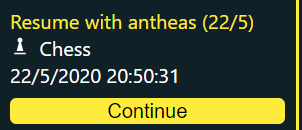 Resume with antheas (22/5)
Chess
22/5/2020 20:50:31
Continue